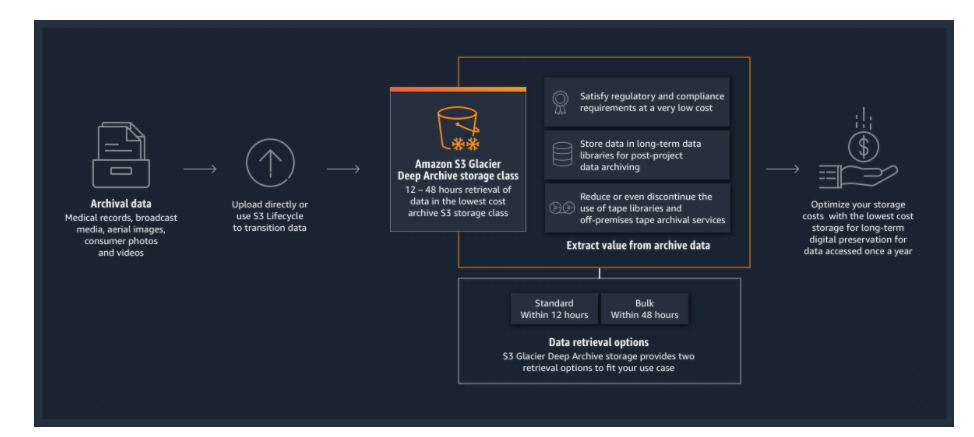 Archival data
Medical records, broadcast
media, aerial images,
consumer photos
and videos
Upload directly or
use S3 Lifecycle
to transition data
Amazon S3 Glacier
Deep Archive storage class
12 – 48 hours retrieval of
data in the lowest cost
archive S3 storage class
Satisfy regulatory and compliance
requirements at a very low cost
Store data in long-term data
libraries for post-project
data archiving
Reduce or even discontinue the
use of tape libraries and
off-premises tape archival services
Extract value from archive data
Standard
Within 12 hours
Bulk
Within 48 hours
Data retrieval options
S3 Glacier Deep Archive storage provides two
retrieval options to fit your use case
$
Optimize your storage
costs with the lowest cost
storage for long-term
digital preservation for
data accessed once a year